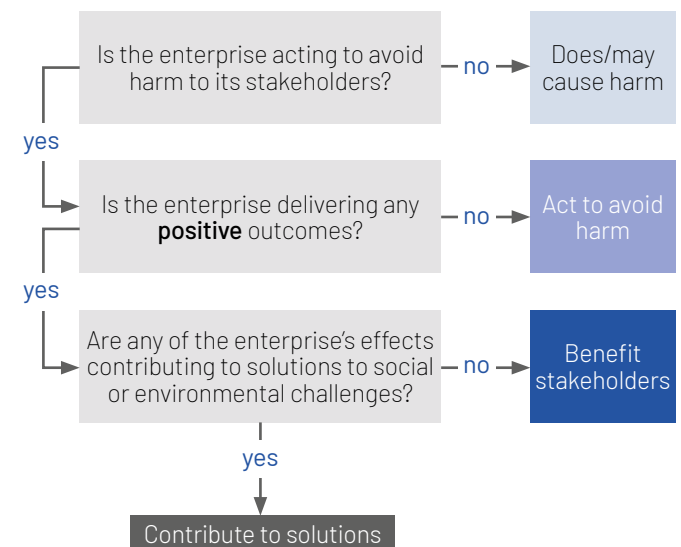 Is the enterprise acting to avoid
harm to its stakeholders?
no
Does/may
cause harm
yes
Is the enterprise delivering any
positive outcomes?
no
Act to avoid
harm
yes
Are any of the enterprise's effects
contributing to solutions to social
or environmental challenges?
no
Benefit
stakeholders
yes
Contribute to solutions